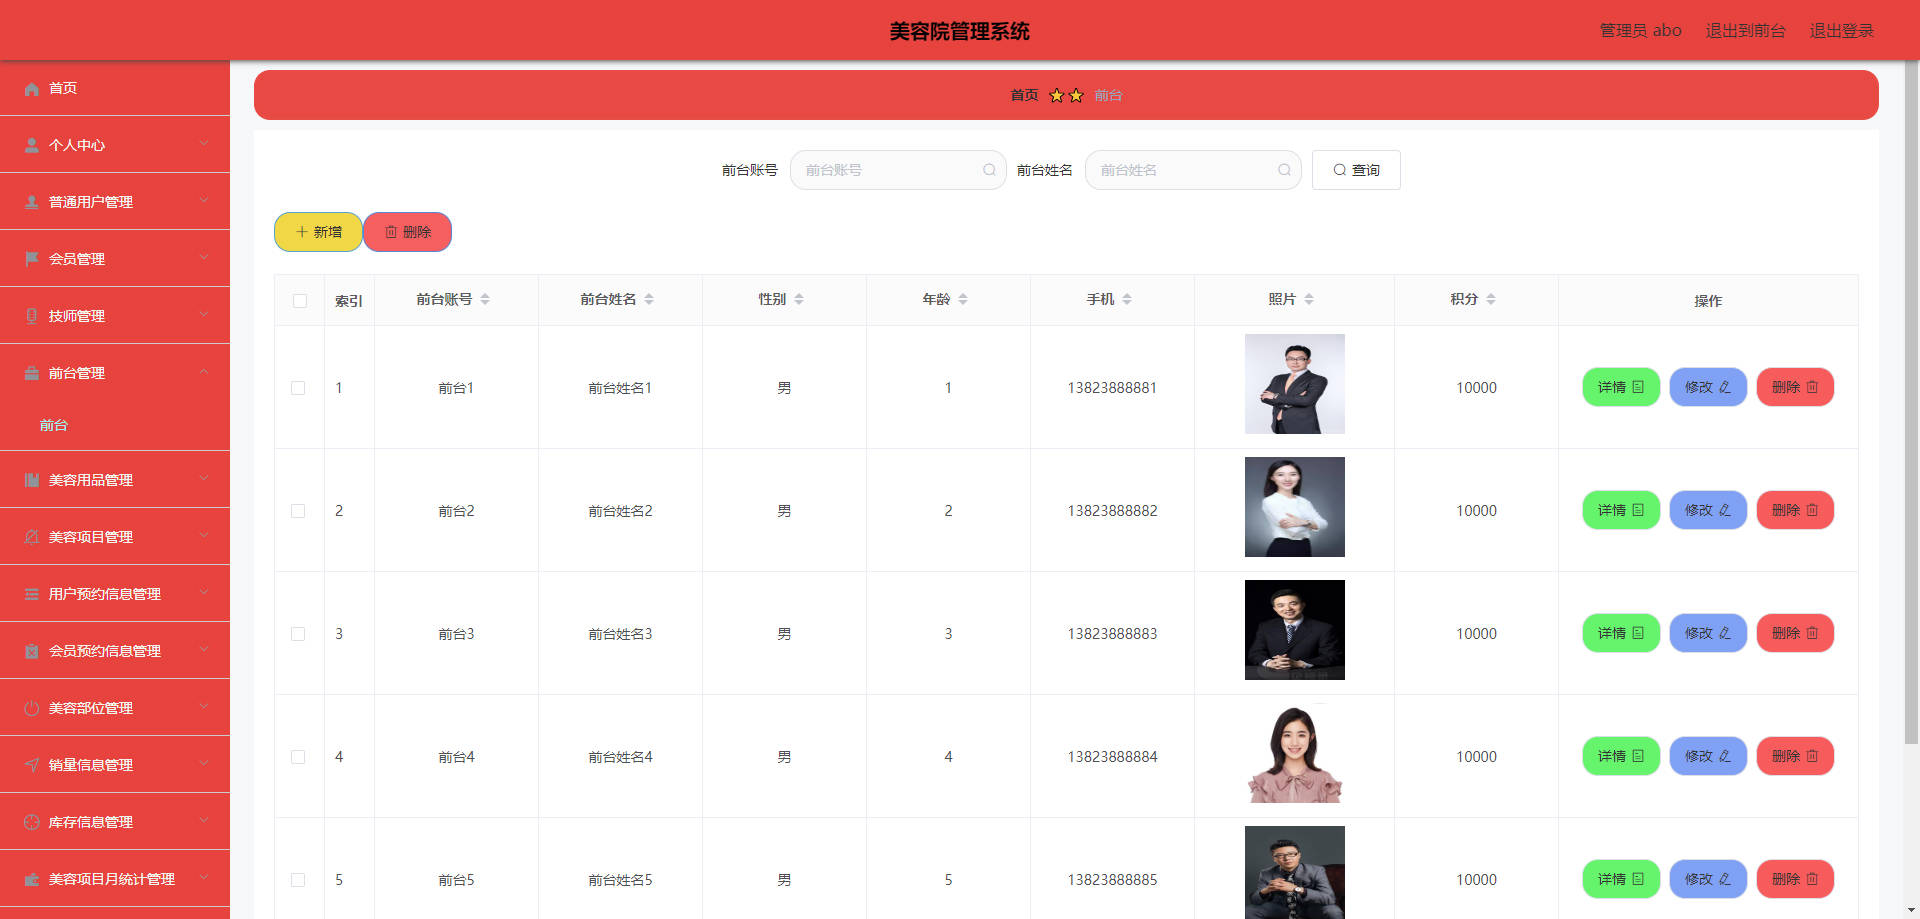 美容院管理系统
管理员 abo 退出到前台 退出登录
首页
个人中心
普通用户管理
会员管理
技师管理
前台管理
前台
美容用品管理
美容项目管理
用户预约信息管理
会员预约信息管理
美容部位管理
销量信息管理
库存信息管理
美容项目月统计管理
首页 前台
前台账号 前台账号 前台姓名 前台姓名 查询
新增 删除
索引 前台账号 前台姓名 性别 年龄 手机 照片 积分 操作
1 前台1 前台姓名1 男 1 13823888881 10000 详情 修改 删除
2 前台2 前台姓名2 男 2 13823888882 10000 详情 修改 删除
3 前台3 前台姓名3 男 3 13823888883 10000 详情 修改 删除
4 前台4 前台姓名4 男 4 13823888884 10000 详情 修改 删除
5 前台5 前台姓名5 男 5 13823888885 10000 详情 修改 删除